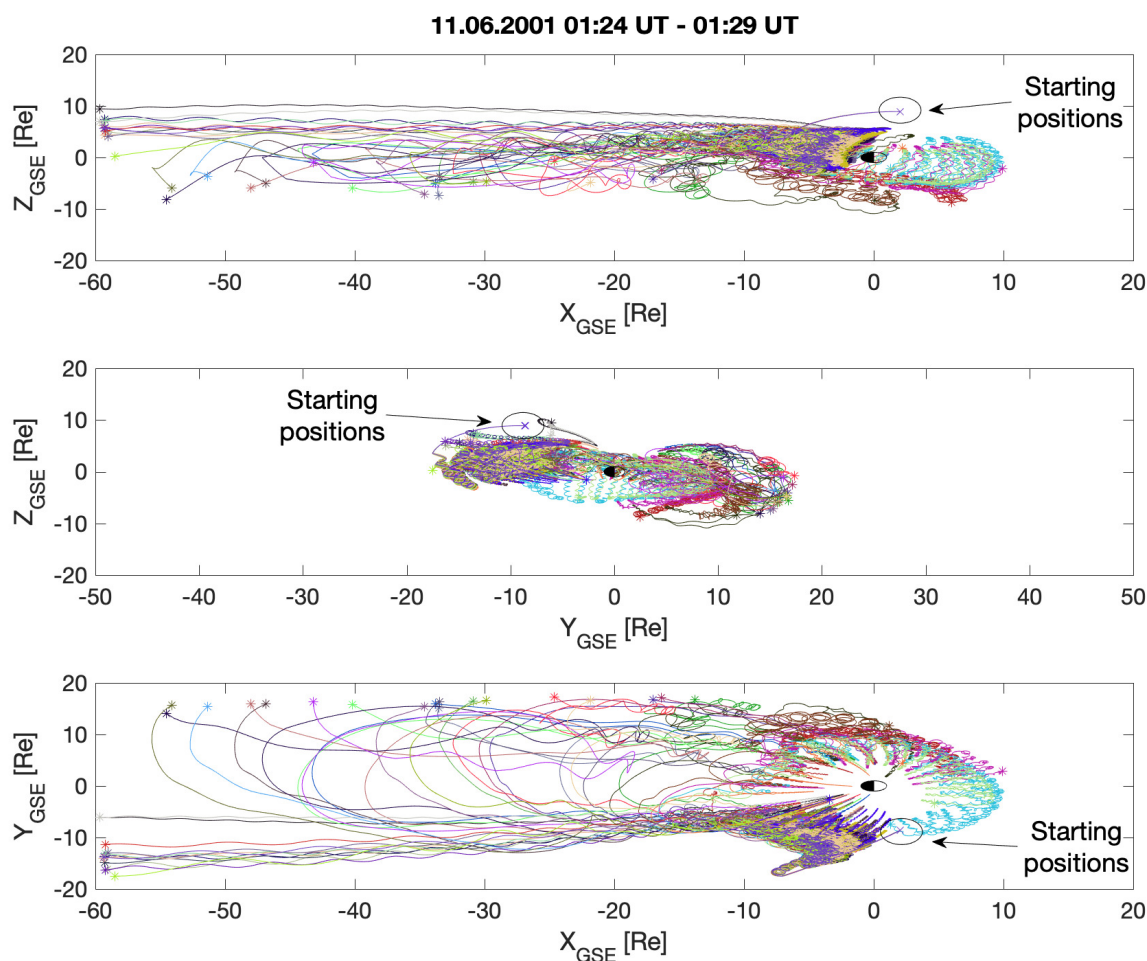 11.06.2001 01:24 UT - 01:29 UT
20
10
0
-10
-20
Z_GSE [Re]
Starting
positions
-60 -50 -40 -30 -20 -10 0 10 20
X_GSE [Re]
20
10
0
-10
-20
Z_GSE [Re]
Starting
positions
-50 -40 -30 -20 -10 0 10 20 30 40 50
Y_GSE [Re]
20
10
0
-10
-20
Y_GSE [Re]
Starting
positions
-60 -50 -40 -30 -20 -10 0 10 20
X_GSE [Re]